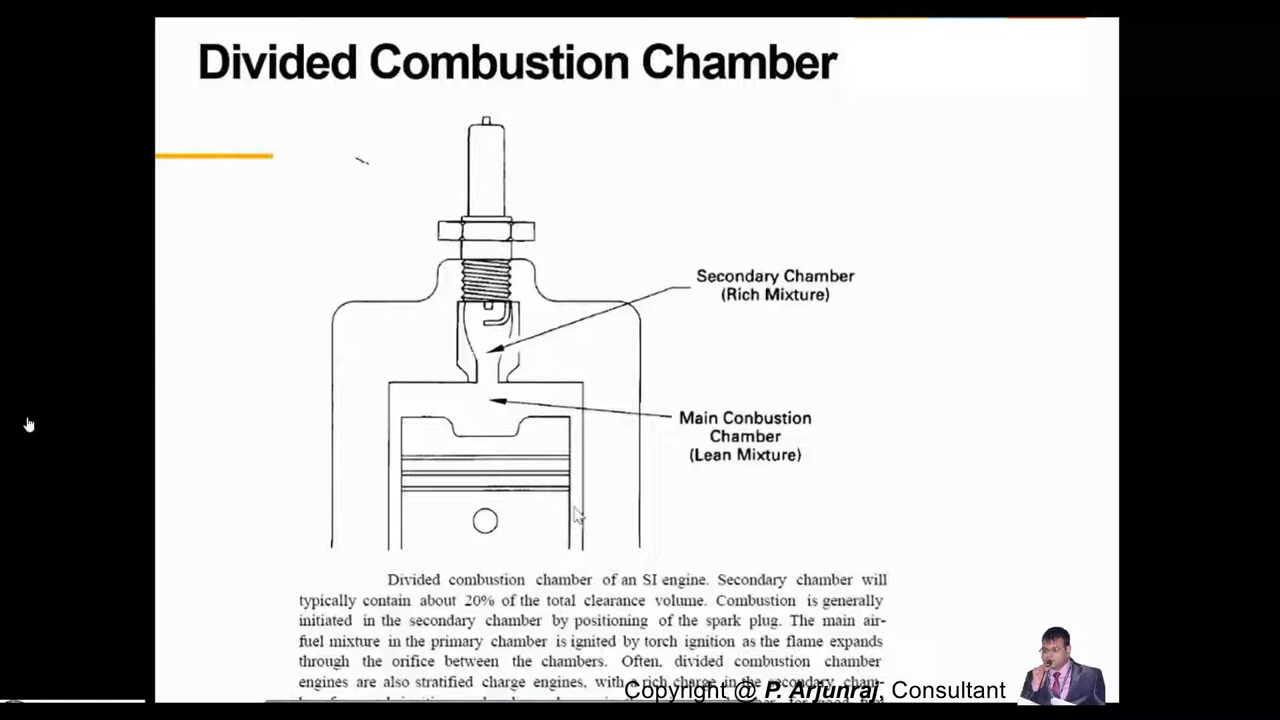 Divided Combustion Chamber
Secondary Chamber
(Rich Mixture)
Main Conbustion
Chamber
(Lean Mixture)
Divided combustion chamber of an SI engine. Secondary chamber will
typically contain about 20% of the total clearance volume. Combustion is generally
initiated in the secondary chamber by positioning of the spark plug. The main air-
fuel mixture in the primary chamber is ignited by torch ignition as the flame expands
through the orifice between the chambers. Often, divided combustion chamber
engines are also stratified charge engines, with a rich charge in the secondary cham-
Copyright @ P. Arjunraj, Consultant